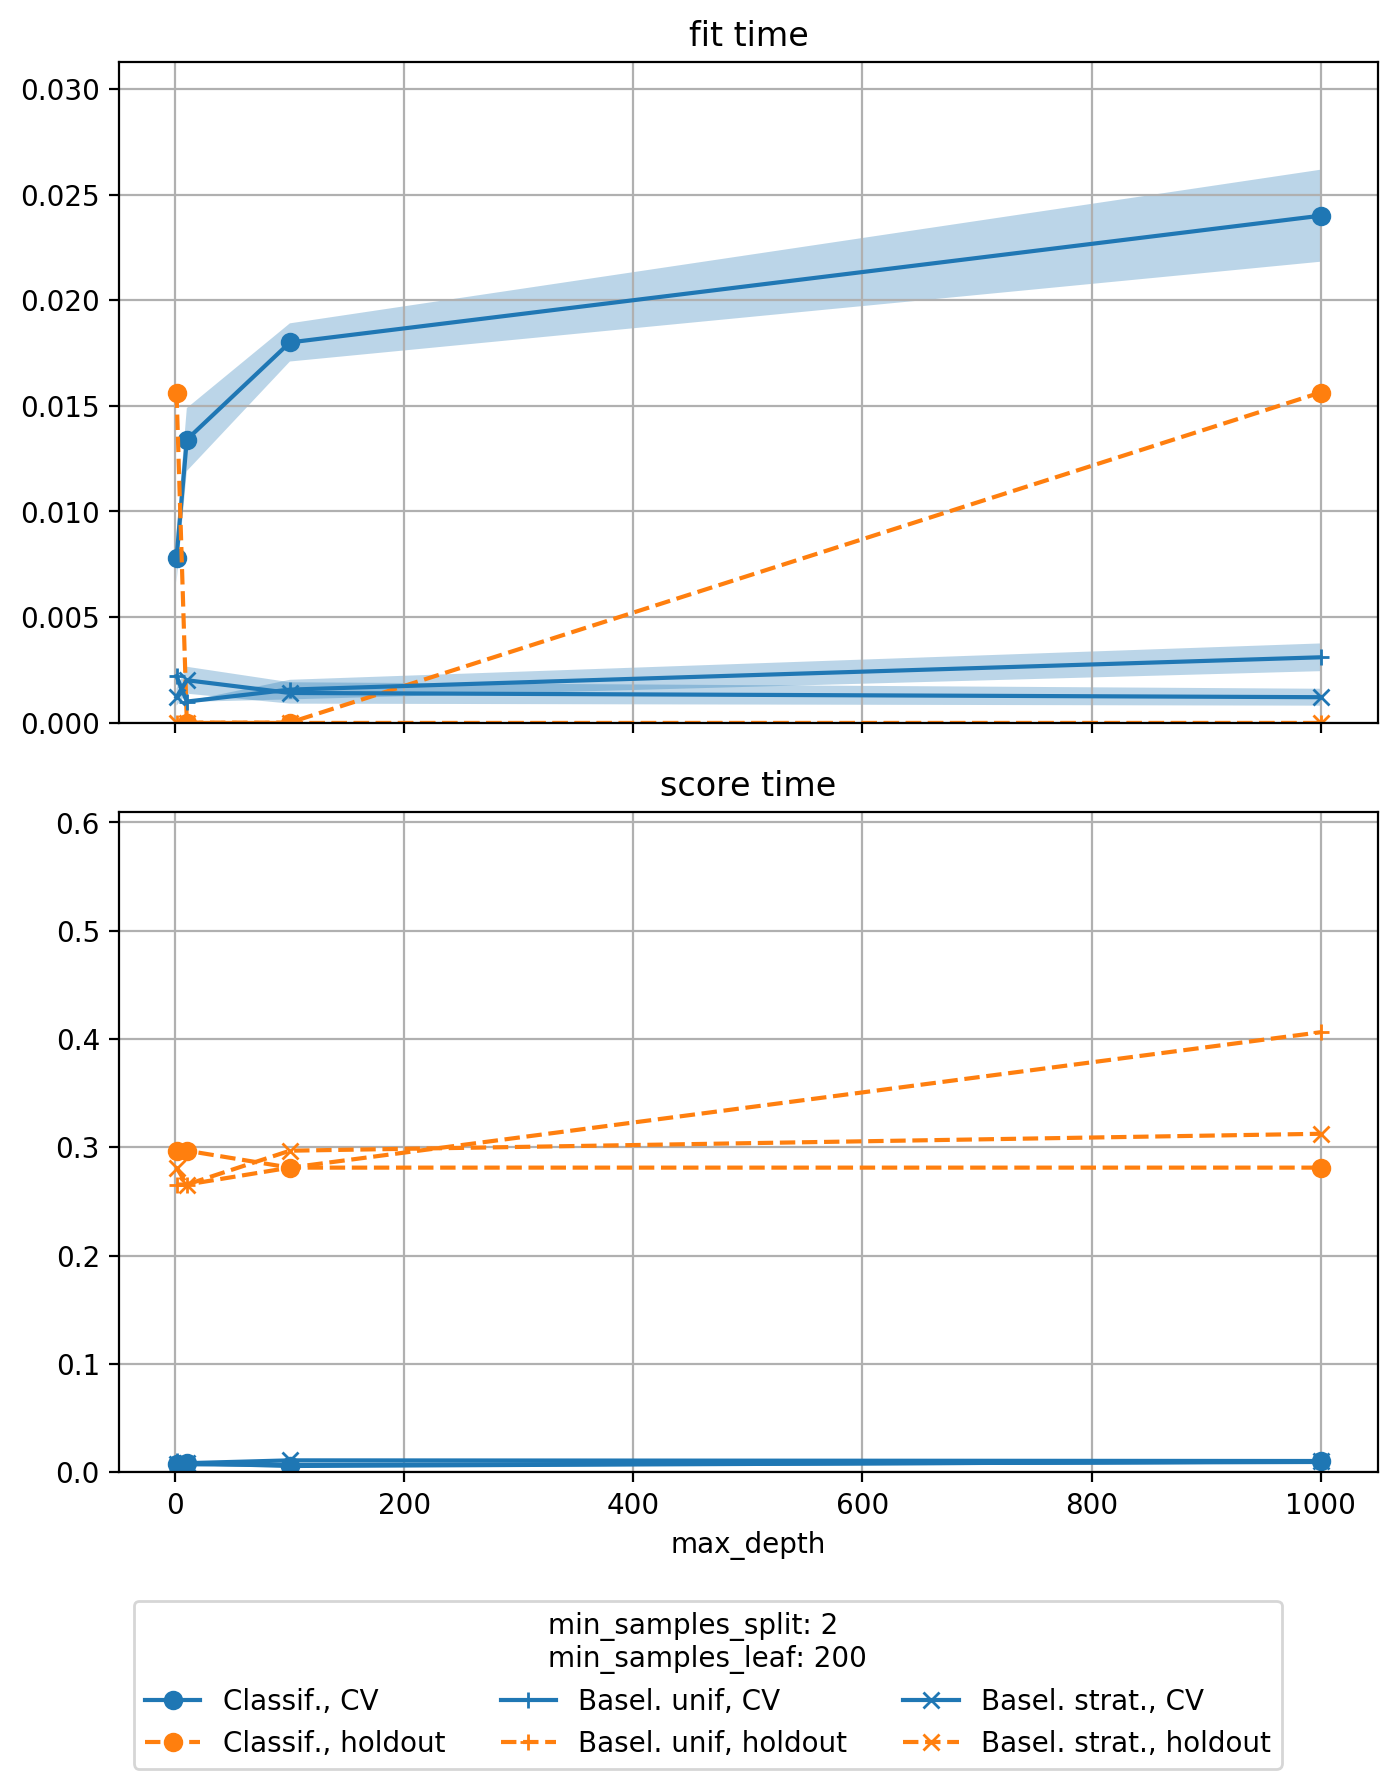 fit time
0.030
0.025
0.020
0.015
0.010
0.005
0.000
score time
0.6
0.5
0.4
0.3
0.2
0.1
0.0
0 200 400 600 800 1000
max_depth
min_samples_split: 2
min_samples_leaf: 200
Classif., CV Basel. unif, CV Basel. strat., CV
Classif., holdout Basel. unif, holdout Basel. strat., holdout